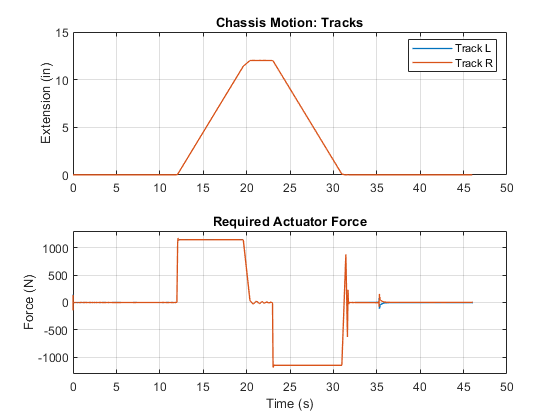 Chassis Motion: Tracks
Extension (in)
15
10
5
0
Track L
Track R
0 5 10 15 20 25 30 35 40 45 50
Required Actuator Force
Force (N)
1000
500
0
-500
-1000
0 5 10 15 20 25 30 35 40 45 50
Time (s)